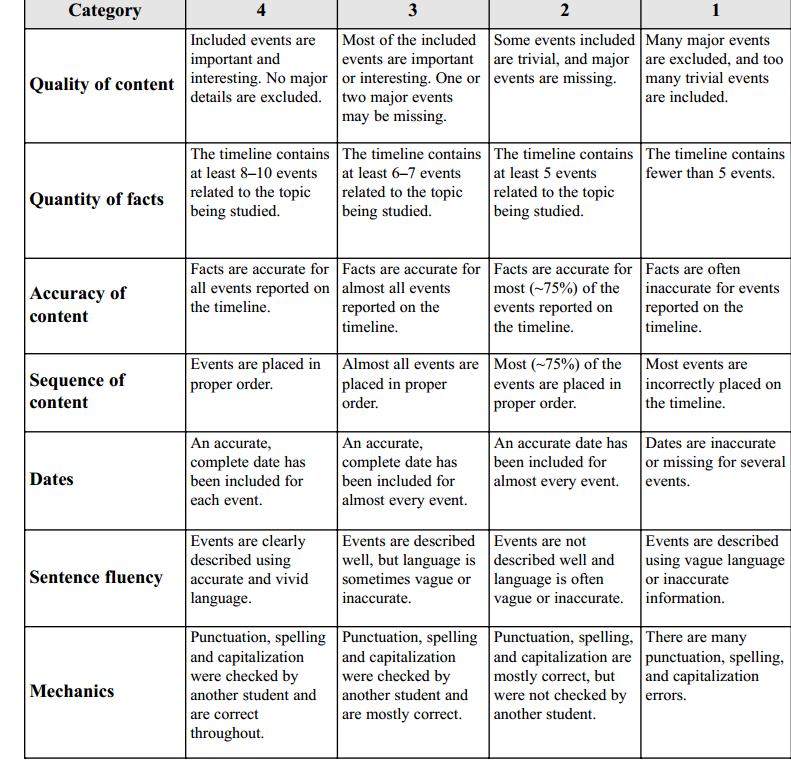 Category 4 3 2 1
Quality of content
Included events are
important and
interesting. No major
details are excluded.
Most of the included
events are important
or interesting. One or
two major events
may be missing.
Some events included
are trivial, and major
events are missing.
Many major events
are excluded, and too
many trivial events
are included.
Quantity of facts
The timeline contains
at least 8–10 events
related to the topic
being studied.
The timeline contains
at least 6–7 events
related to the topic
being studied.
The timeline contains
at least 5 events
related to the topic
being studied.
The timeline contains
fewer than 5 events.
Accuracy of
content
Facts are accurate for
all events reported on
the timeline.
Facts are accurate for
almost all events
reported on the
timeline.
Facts are accurate for
most (~75%) of the
events reported on
the timeline.
Facts are often
inaccurate for events
reported on the
timeline.
Sequence of
content
Events are placed in
proper order.
Almost all events are
placed in proper
order.
Most (~75%) of the
events are placed in
proper order.
Most events are
incorrectly placed on
the timeline.
Dates
An accurate,
complete date has
been included for
each event.
An accurate,
complete date has
been included for
almost every event.
An accurate date has
been included for
almost every event.
Dates are inaccurate
or missing for several
events.
Sentence fluency
Events are clearly
described using
accurate and vivid
language.
Events are described
well, but language is
sometimes vague or
inaccurate.
Events are not
described well and
language is often
vague or inaccurate.
Events are described
using vague language
or inaccurate
information.
Mechanics
Punctuation, spelling
and capitalization
were checked by
another student and
are correct
throughout.
Punctuation, spelling
and capitalization
were checked by
another student and
are mostly correct.
Punctuation, spelling,
and capitalization are
mostly correct, but
were not checked by
another student.
There are many
punctuation, spelling,
and capitalization
errors.